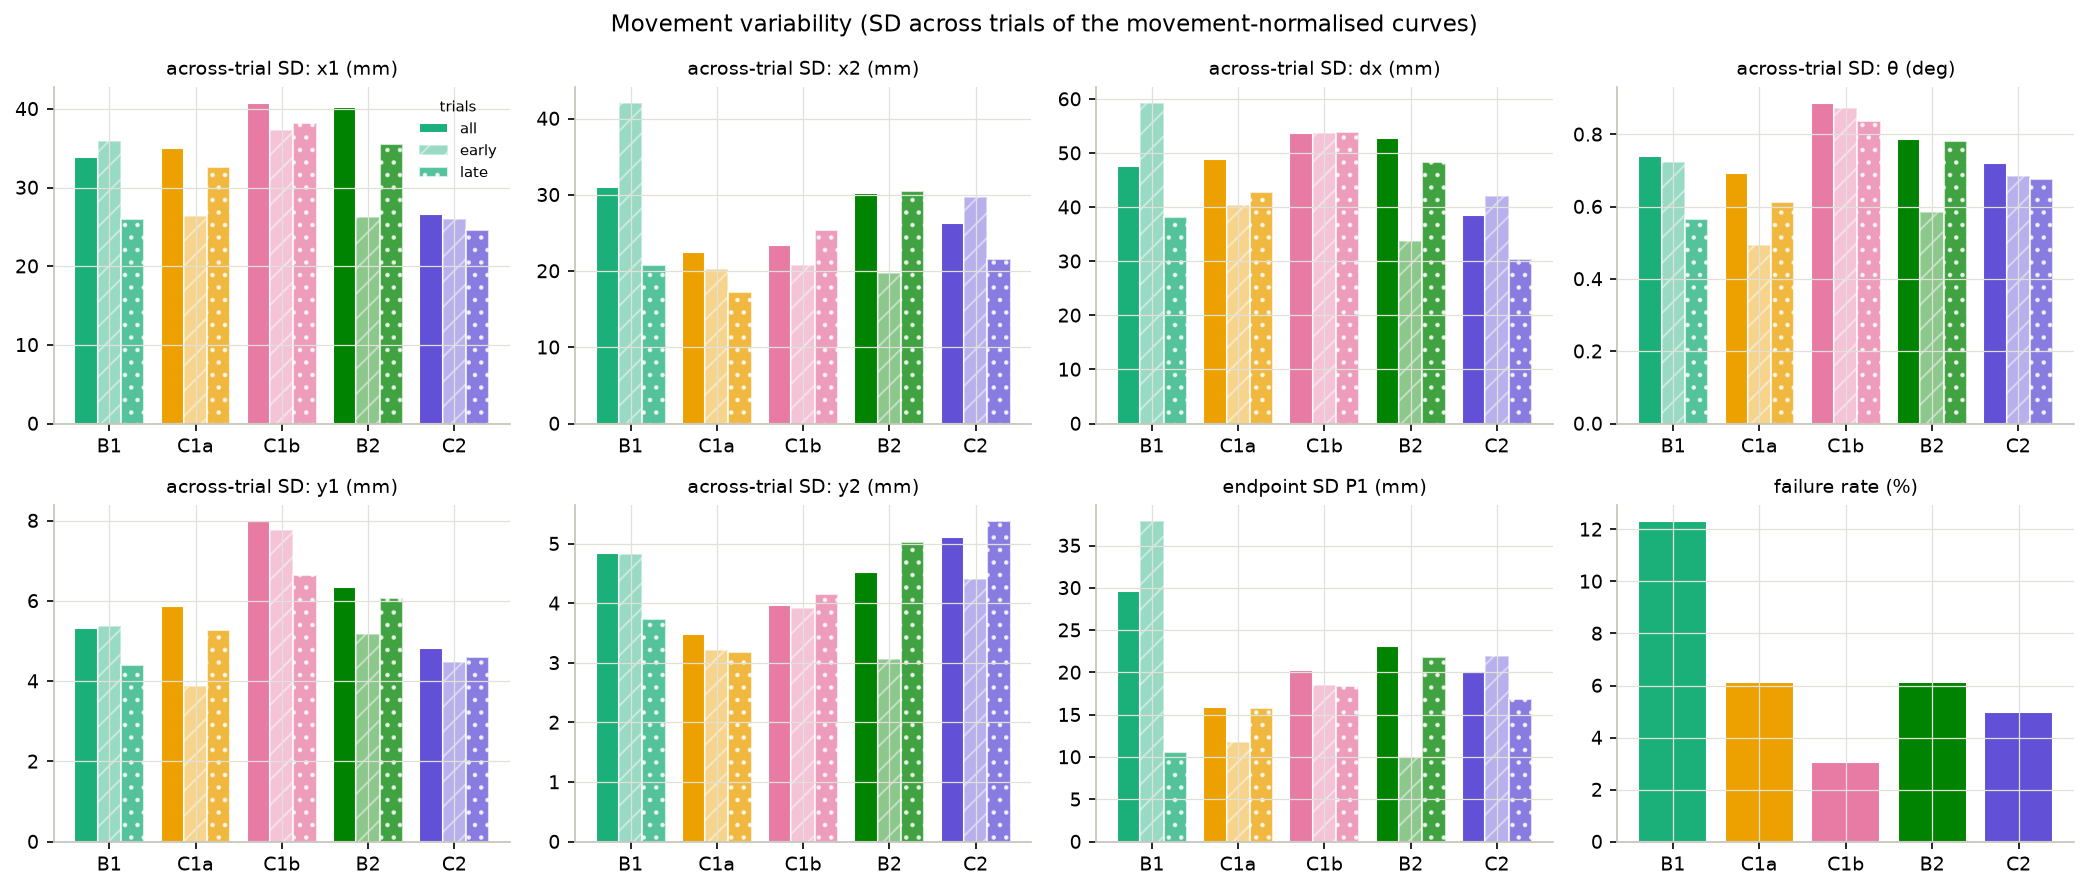 Movement variability (SD across trials of the movement-normalised curves)
across-trial SD: x1 (mm)
40
30
20
10
0
B1 C1a C1b B2 C2
trials
all
early
late
across-trial SD: x2 (mm)
40
30
20
10
0
B1 C1a C1b B2 C2
across-trial SD: dx (mm)
60
50
40
30
20
10
0
B1 C1a C1b B2 C2
across-trial SD: θ (deg)
0.8
0.6
0.4
0.2
0.0
B1 C1a C1b B2 C2
across-trial SD: y1 (mm)
8
6
4
2
0
B1 C1a C1b B2 C2
across-trial SD: y2 (mm)
5
4
3
2
1
0
B1 C1a C1b B2 C2
endpoint SD P1 (mm)
35
30
25
20
15
10
5
0
B1 C1a C1b B2 C2
failure rate (%)
12
10
8
6
4
2
0
B1 C1a C1b B2 C2